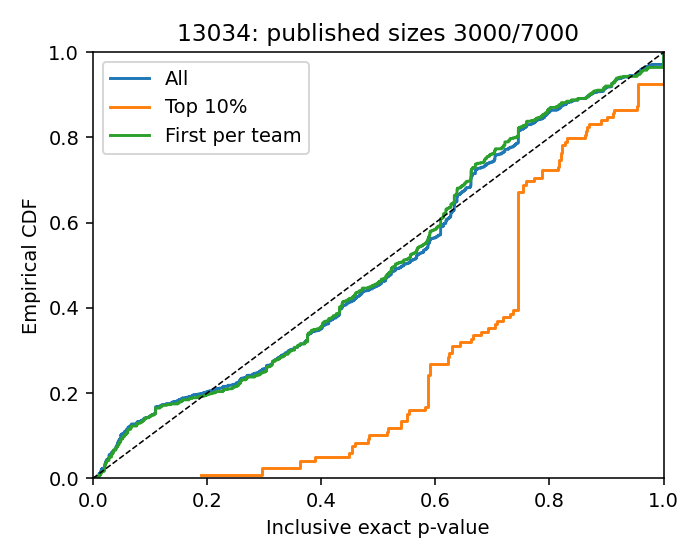 13034: published sizes 3000/7000
All
Top 10%
First per team
Empirical CDF
1.0
0.8
0.6
0.4
0.2
0.0
0.0 0.2 0.4 0.6 0.8 1.0
Inclusive exact p-value